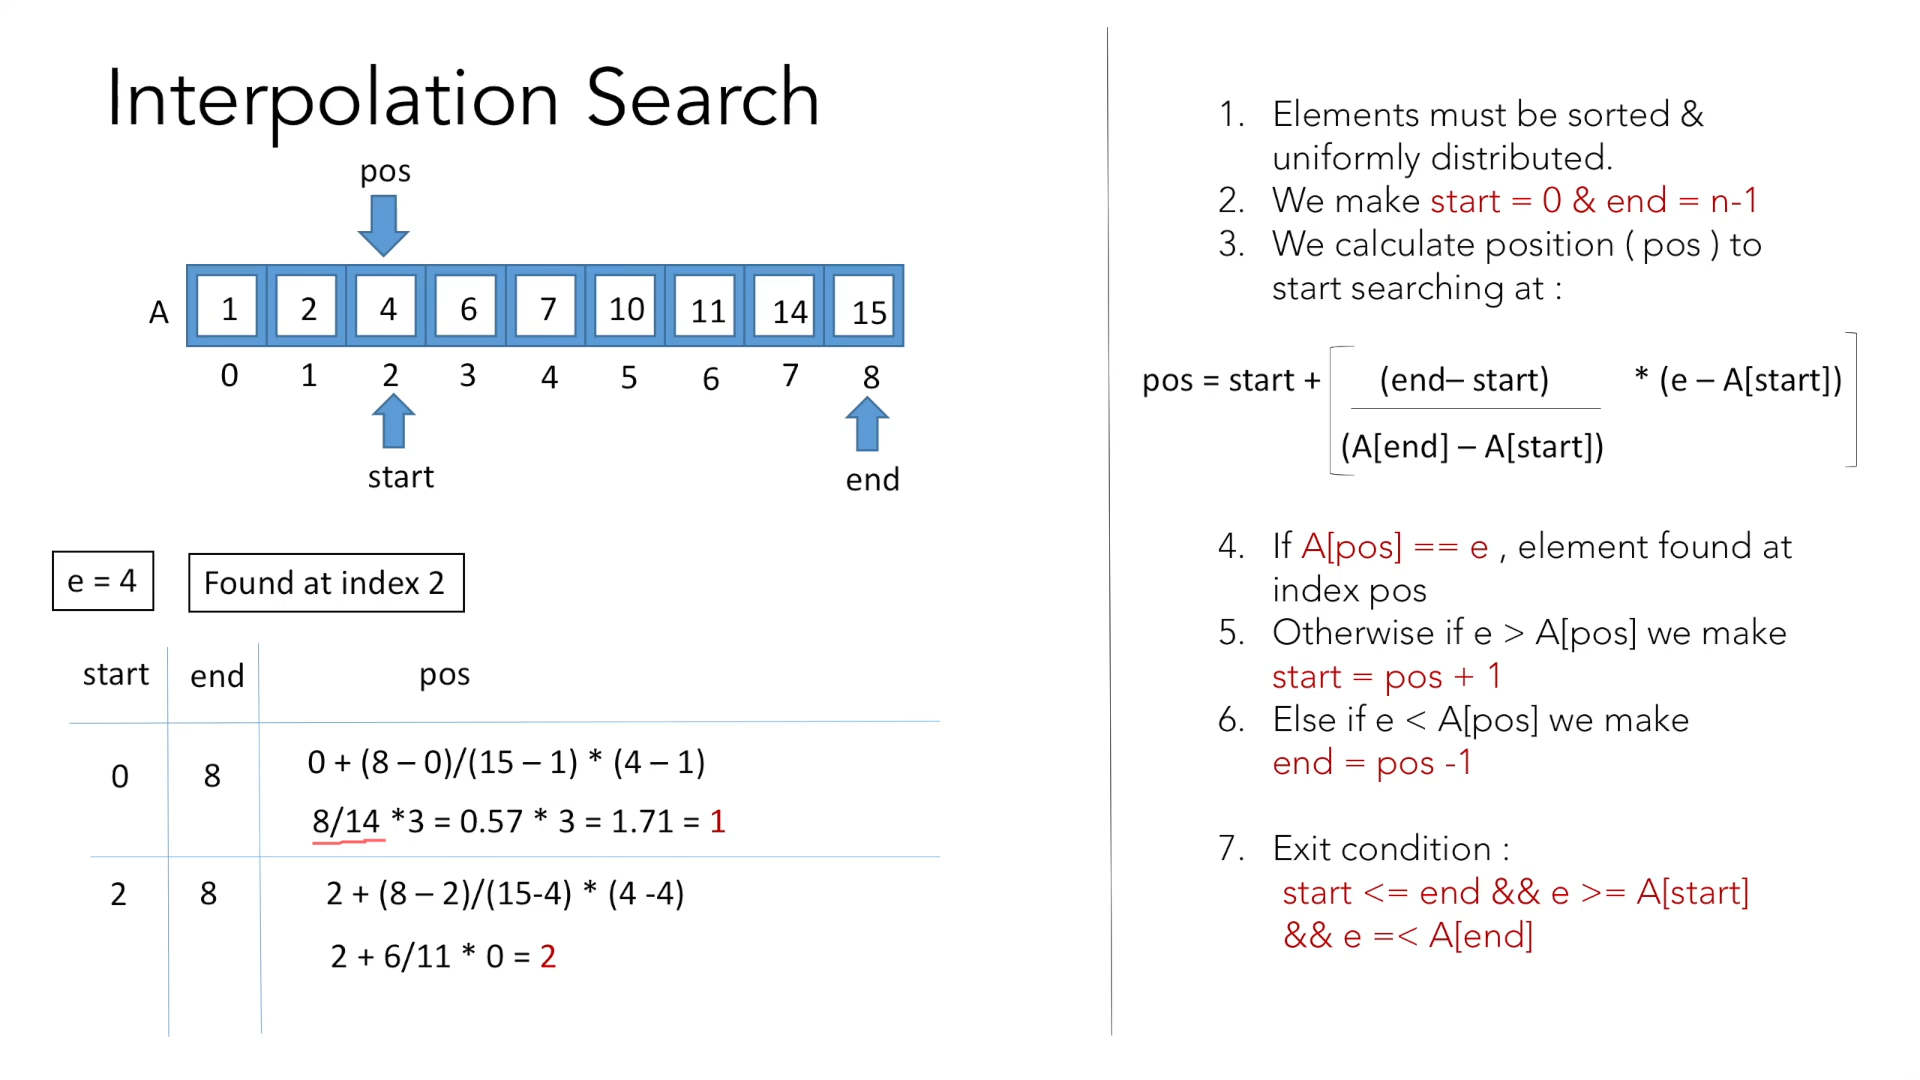 Interpolation Search
pos
A 1 2 4 6 7 10 11 14 15
0 1 2 3 4 5 6 7 8
start end
e = 4 Found at index 2
start end pos
0 8 0 + (8 – 0)/(15 – 1) * (4 – 1)
8/14 *3 = 0.57 * 3 = 1.71 = 1
2 8 2 + (8 – 2)/(15-4) * (4 -4)
2 + 6/11 * 0 = 2
1. Elements must be sorted &
uniformly distributed.
2. We make start = 0 & end = n-1
3. We calculate position ( pos ) to
start searching at :
pos = start + (end– start) * (e – A[start])
(A[end] – A[start])
4. If A[pos] == e , element found at
index pos
5. Otherwise if e > A[pos] we make
start = pos + 1
6. Else if e < A[pos] we make
end = pos -1
7. Exit condition :
start <= end && e >= A[start]
&& e =< A[end]